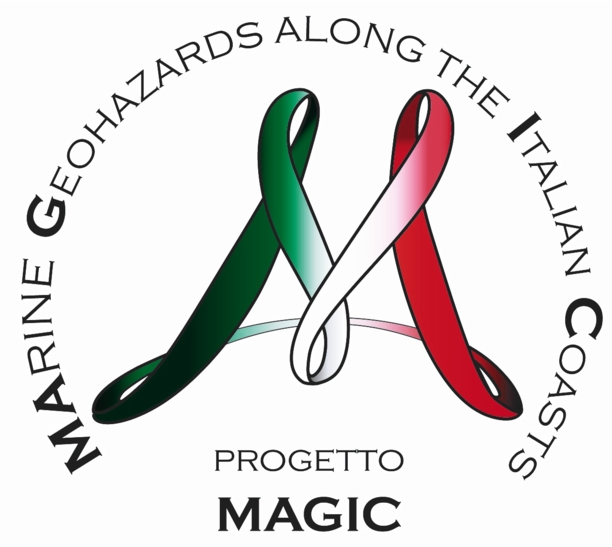 MARINE GEOHAZARDS ALONG THE ITALIAN COASTS
PROGETTO
MAGIC